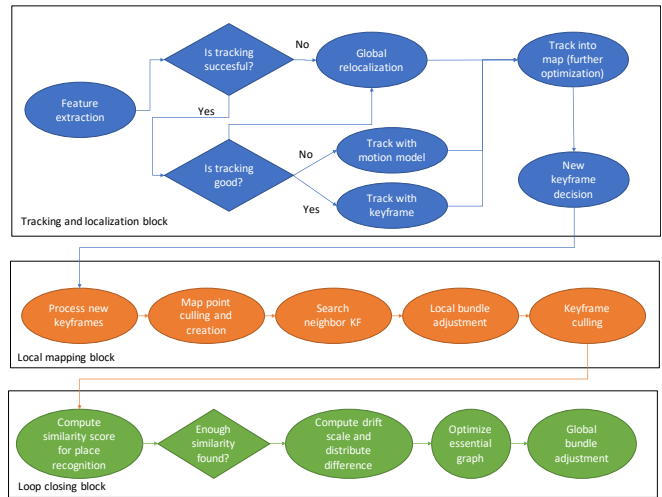 Is tracking
succesful?
No
Global
relocalization
Track into
map (further
optimization)
Feature
extraction
Yes
Is tracking
good?
No
Track with
motion model
New
keyframe
decision
Yes
Track with
keyframe
Tracking and localization block
Process new
keyframes
Map point
culling and
creation
Search
neighbor KF
Local bundle
adjustment
Keyframe
culling
Local mapping block
Compute
similarity score
for place
recognition
Enough
similarity
found?
Compute drift
scale and
distribute
difference
Optimize
essential
graph
Global
bundle
adjustment
Loop closing block